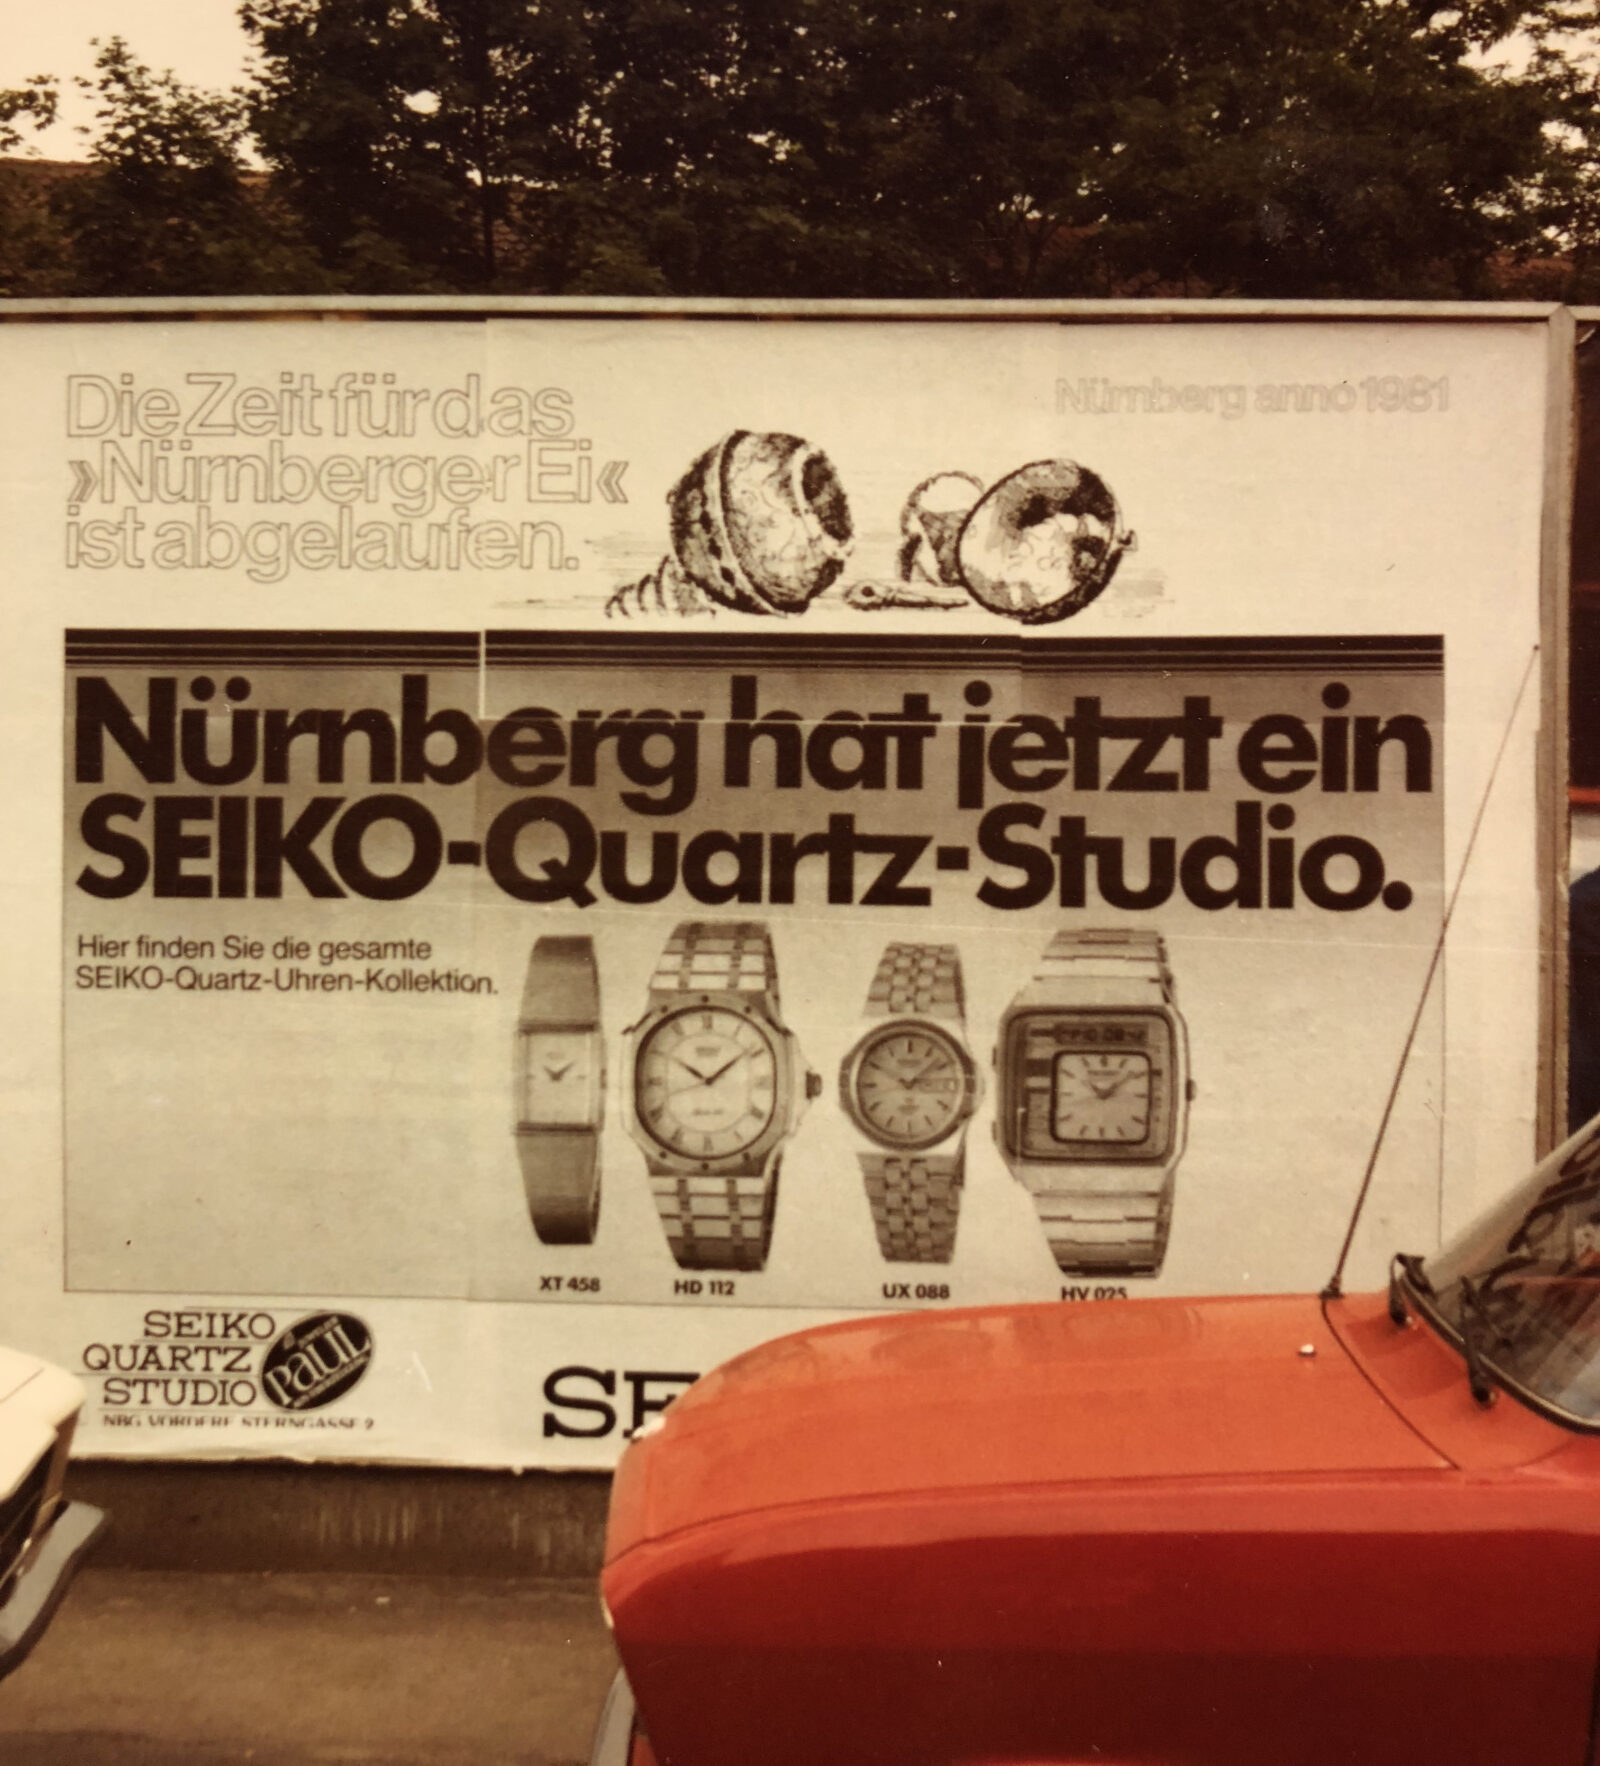 Die Zeit für das
»Nürnberger Ei«
ist abgelaufen.
Nürnberg anno 1981
Nürnberg hat jetzt ein
SEIKO-Quartz-Studio.
Hier finden Sie die gesamte
SEIKO-Quartz-Uhren-Kollektion.
XT 458
HD 112
UX 088
HV 025
SEIKO
QUARTZ
STUDIO
PAUL
NBG VORDERE STERNGASSE 2
SE